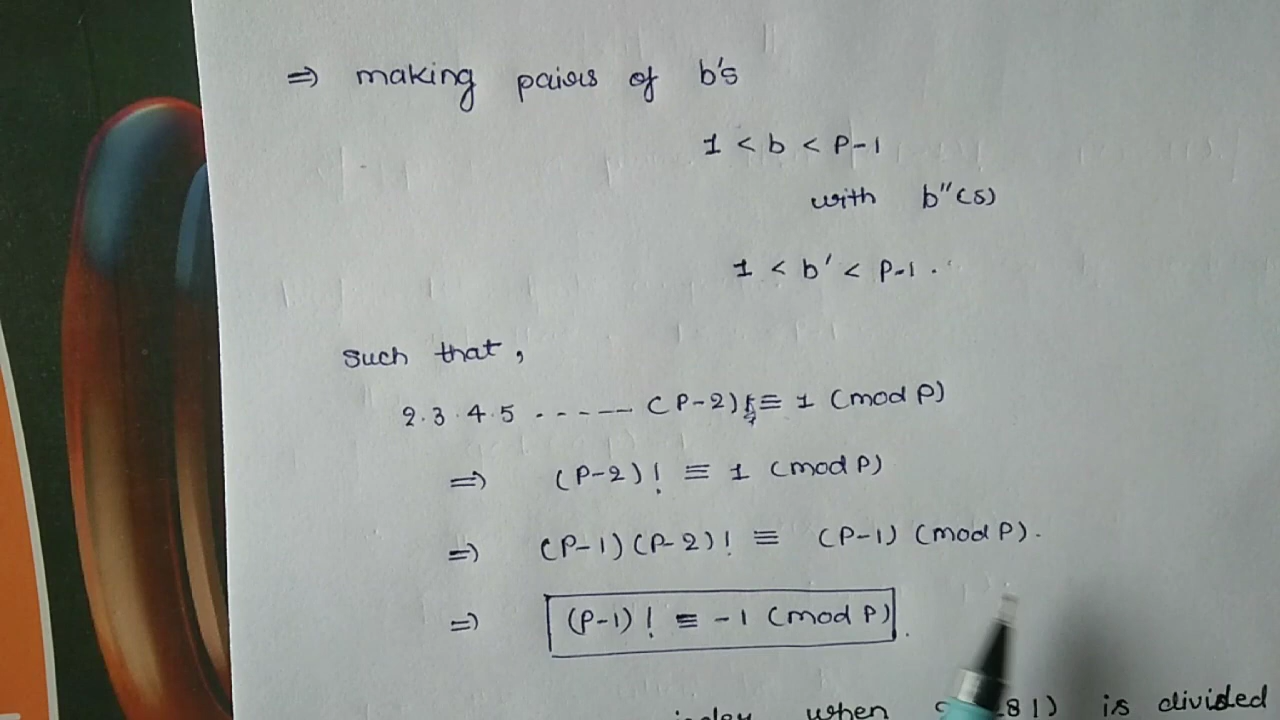 ⇒ making pairs of b's
1 < b < P-1
with b''(s)
1 < b' < P-1.
such that,
2.3.4.5 ------ (P-2) ≡ 1 (mod P)
⇒ (P-2)! ≡ 1 (mod P)
⇒ (P-1)(P-2)! ≡ (P-1) (mod P).
⇒ (P-1)! ≡ -1 (mod P).
when 81) is divided